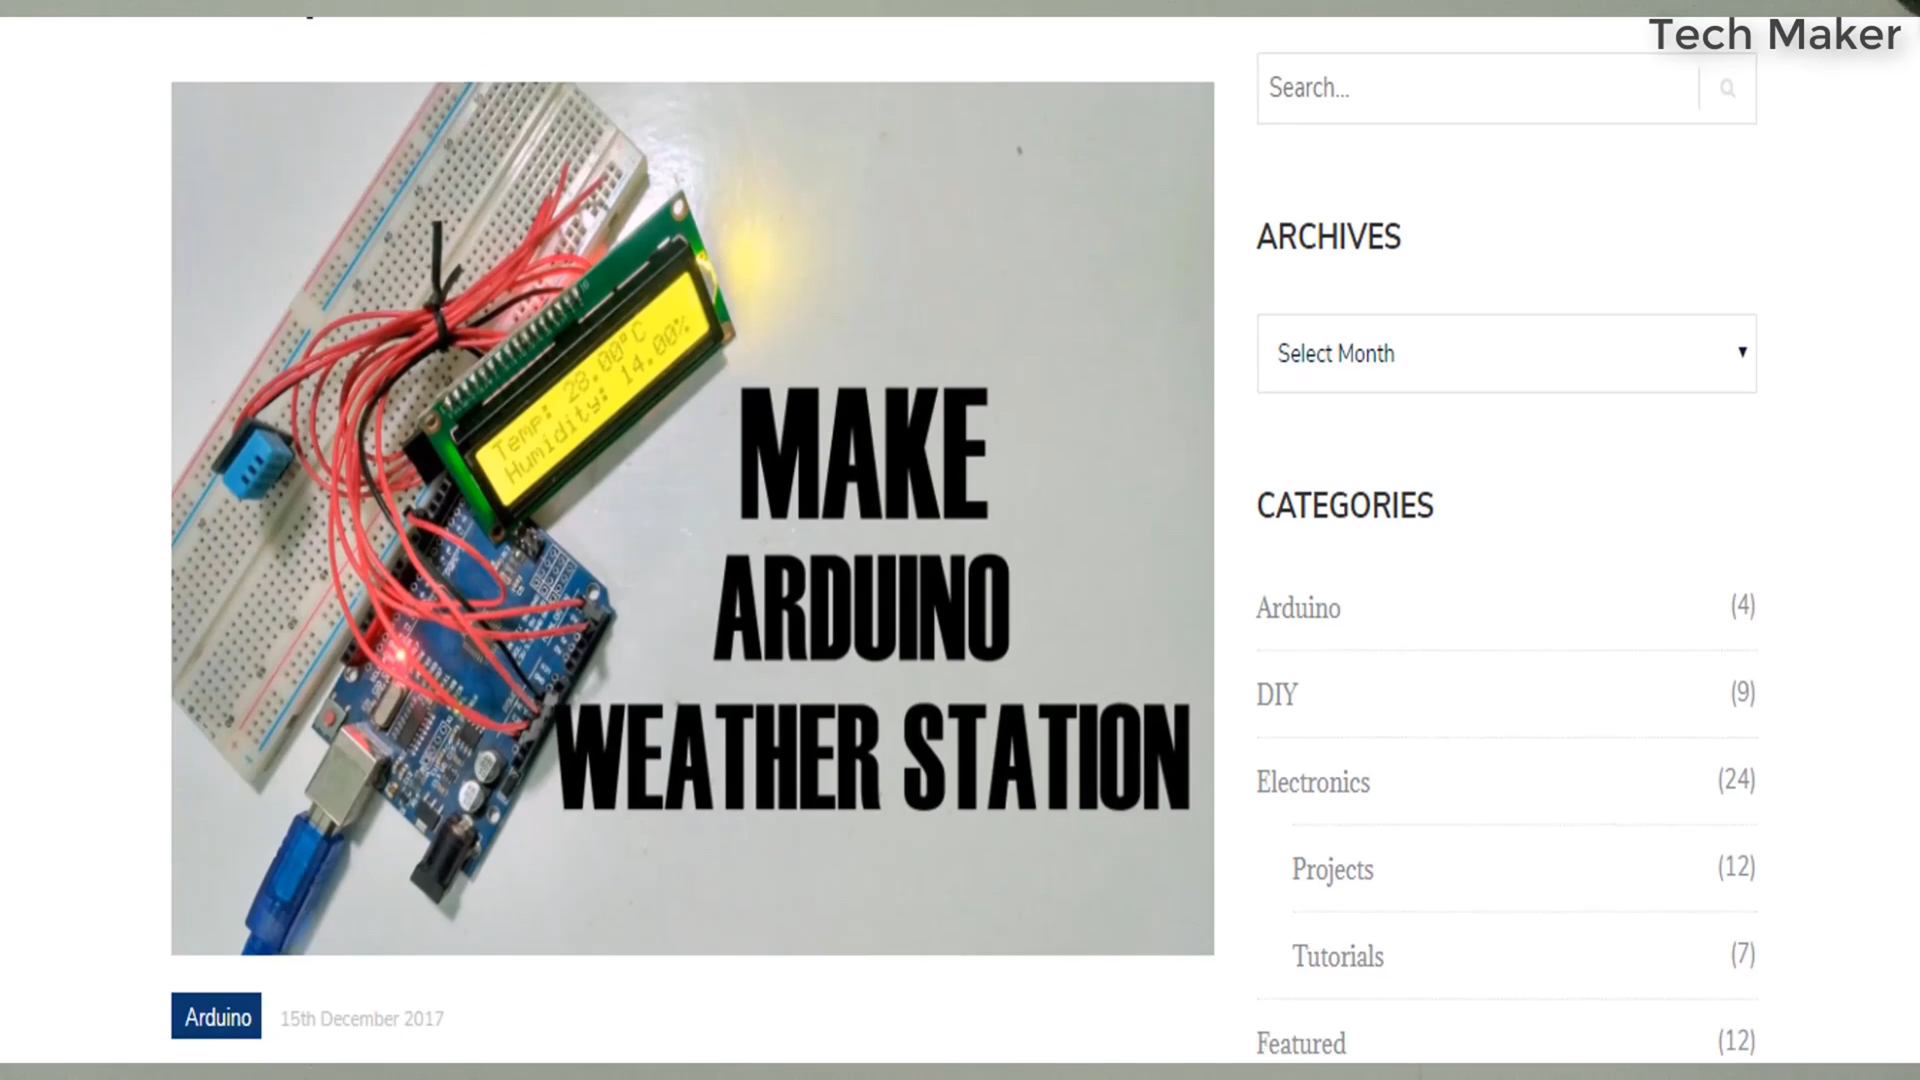 Tech Maker
Search...
Temp: 28.00°C
Humidity: 14.00%
MAKE
ARDUINO
WEATHER STATION
Arduino
15th December 2017
ARCHIVES
Select Month
CATEGORIES
Arduino (4)
DIY (9)
Electronics (24)
Projects (12)
Tutorials (7)
Featured (12)